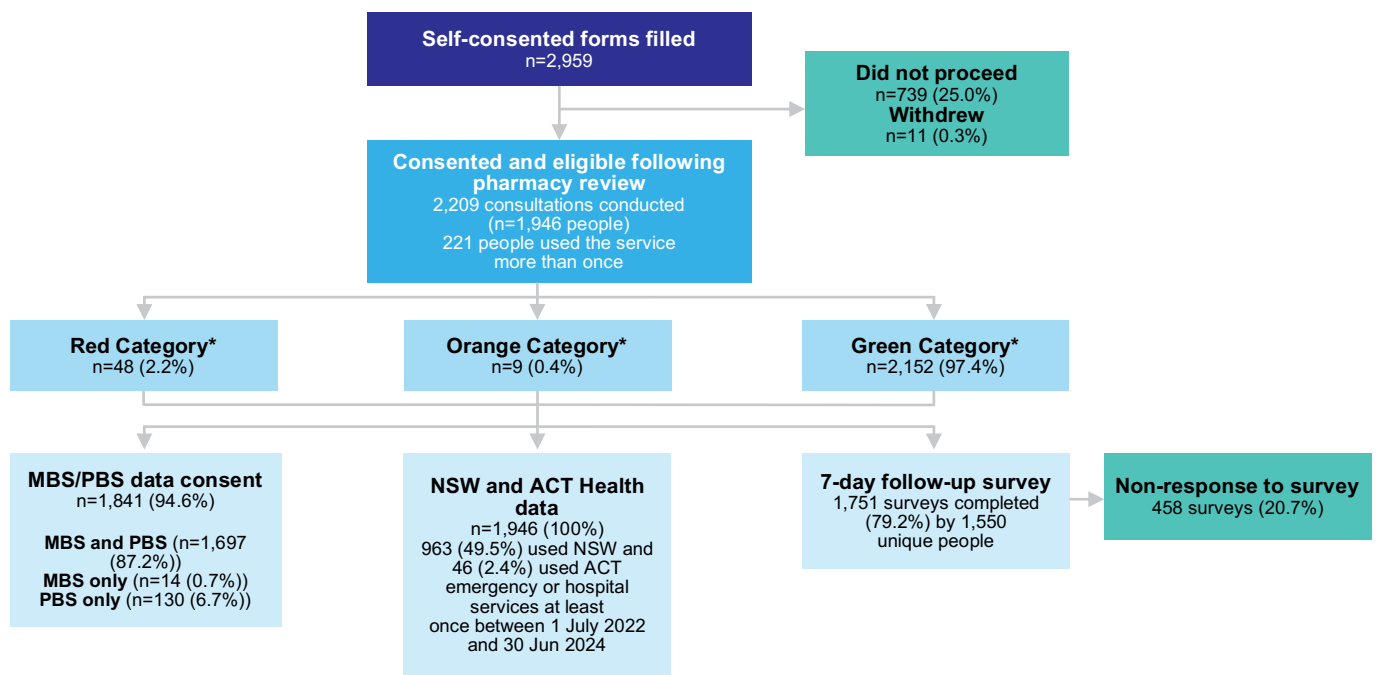 Self-consented forms filled
n=2,959
Did not proceed
n=739 (25.0%)
Withdrew
n=11 (0.3%)
Consented and eligible following
pharmacy review
2,209 consultations conducted
(n=1,946 people)
221 people used the service
more than once
Red Category*
n=48 (2.2%)
Orange Category*
n=9 (0.4%)
Green Category*
n=2,152 (97.4%)
MBS/PBS data consent
n=1,841 (94.6%)
MBS and PBS (n=1,697
(87.2%))
MBS only (n=14 (0.7%))
PBS only (n=130 (6.7%))
NSW and ACT Health
data
n=1,946 (100%)
963 (49.5%) used NSW and
46 (2.4%) used ACT
emergency or hospital
services at least
once between 1 July 2022
and 30 Jun 2024
7-day follow-up survey
1,751 surveys completed
(79.2%) by 1,550
unique people
Non-response to survey
458 surveys (20.7%)